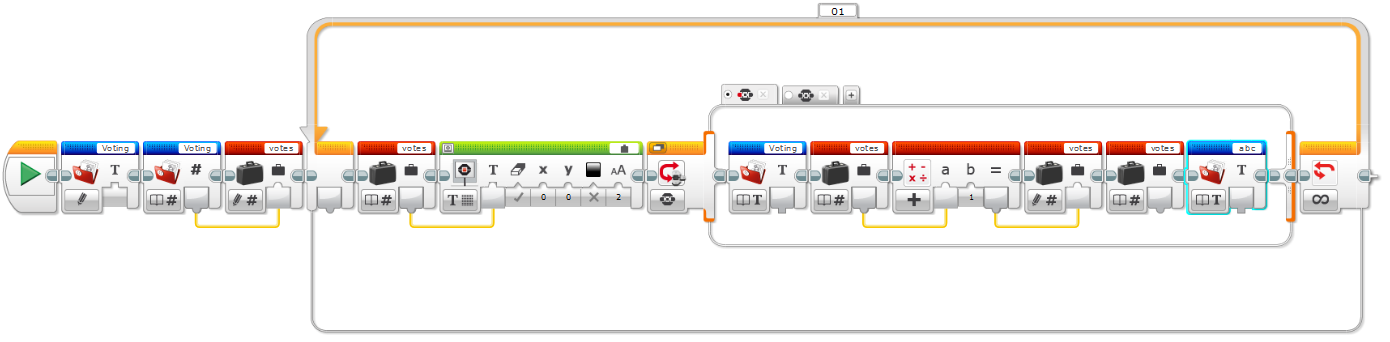 01
Voting
Voting
votes
votes
Voting
votes
votes
votes
abc
T
#
T
x
y
AA
T
a
b
=
T
#
#
#
T
0
0
2
T
+
1
#
#
T
∞